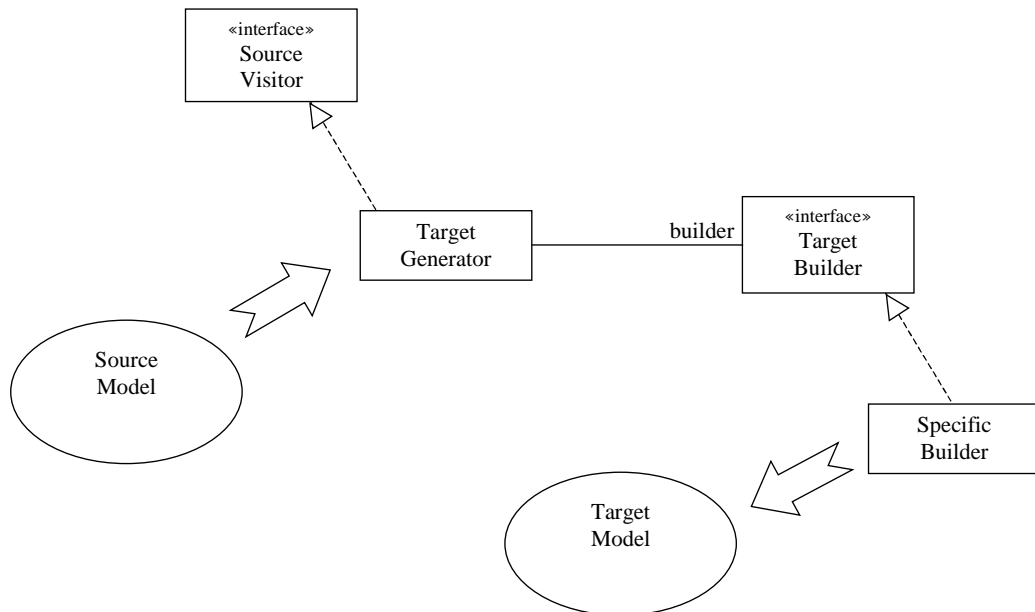 «interface»
Source
Visitor
Target
Generator
builder
«interface»
Target
Builder
Source
Model
Specific
Builder
Target
Model